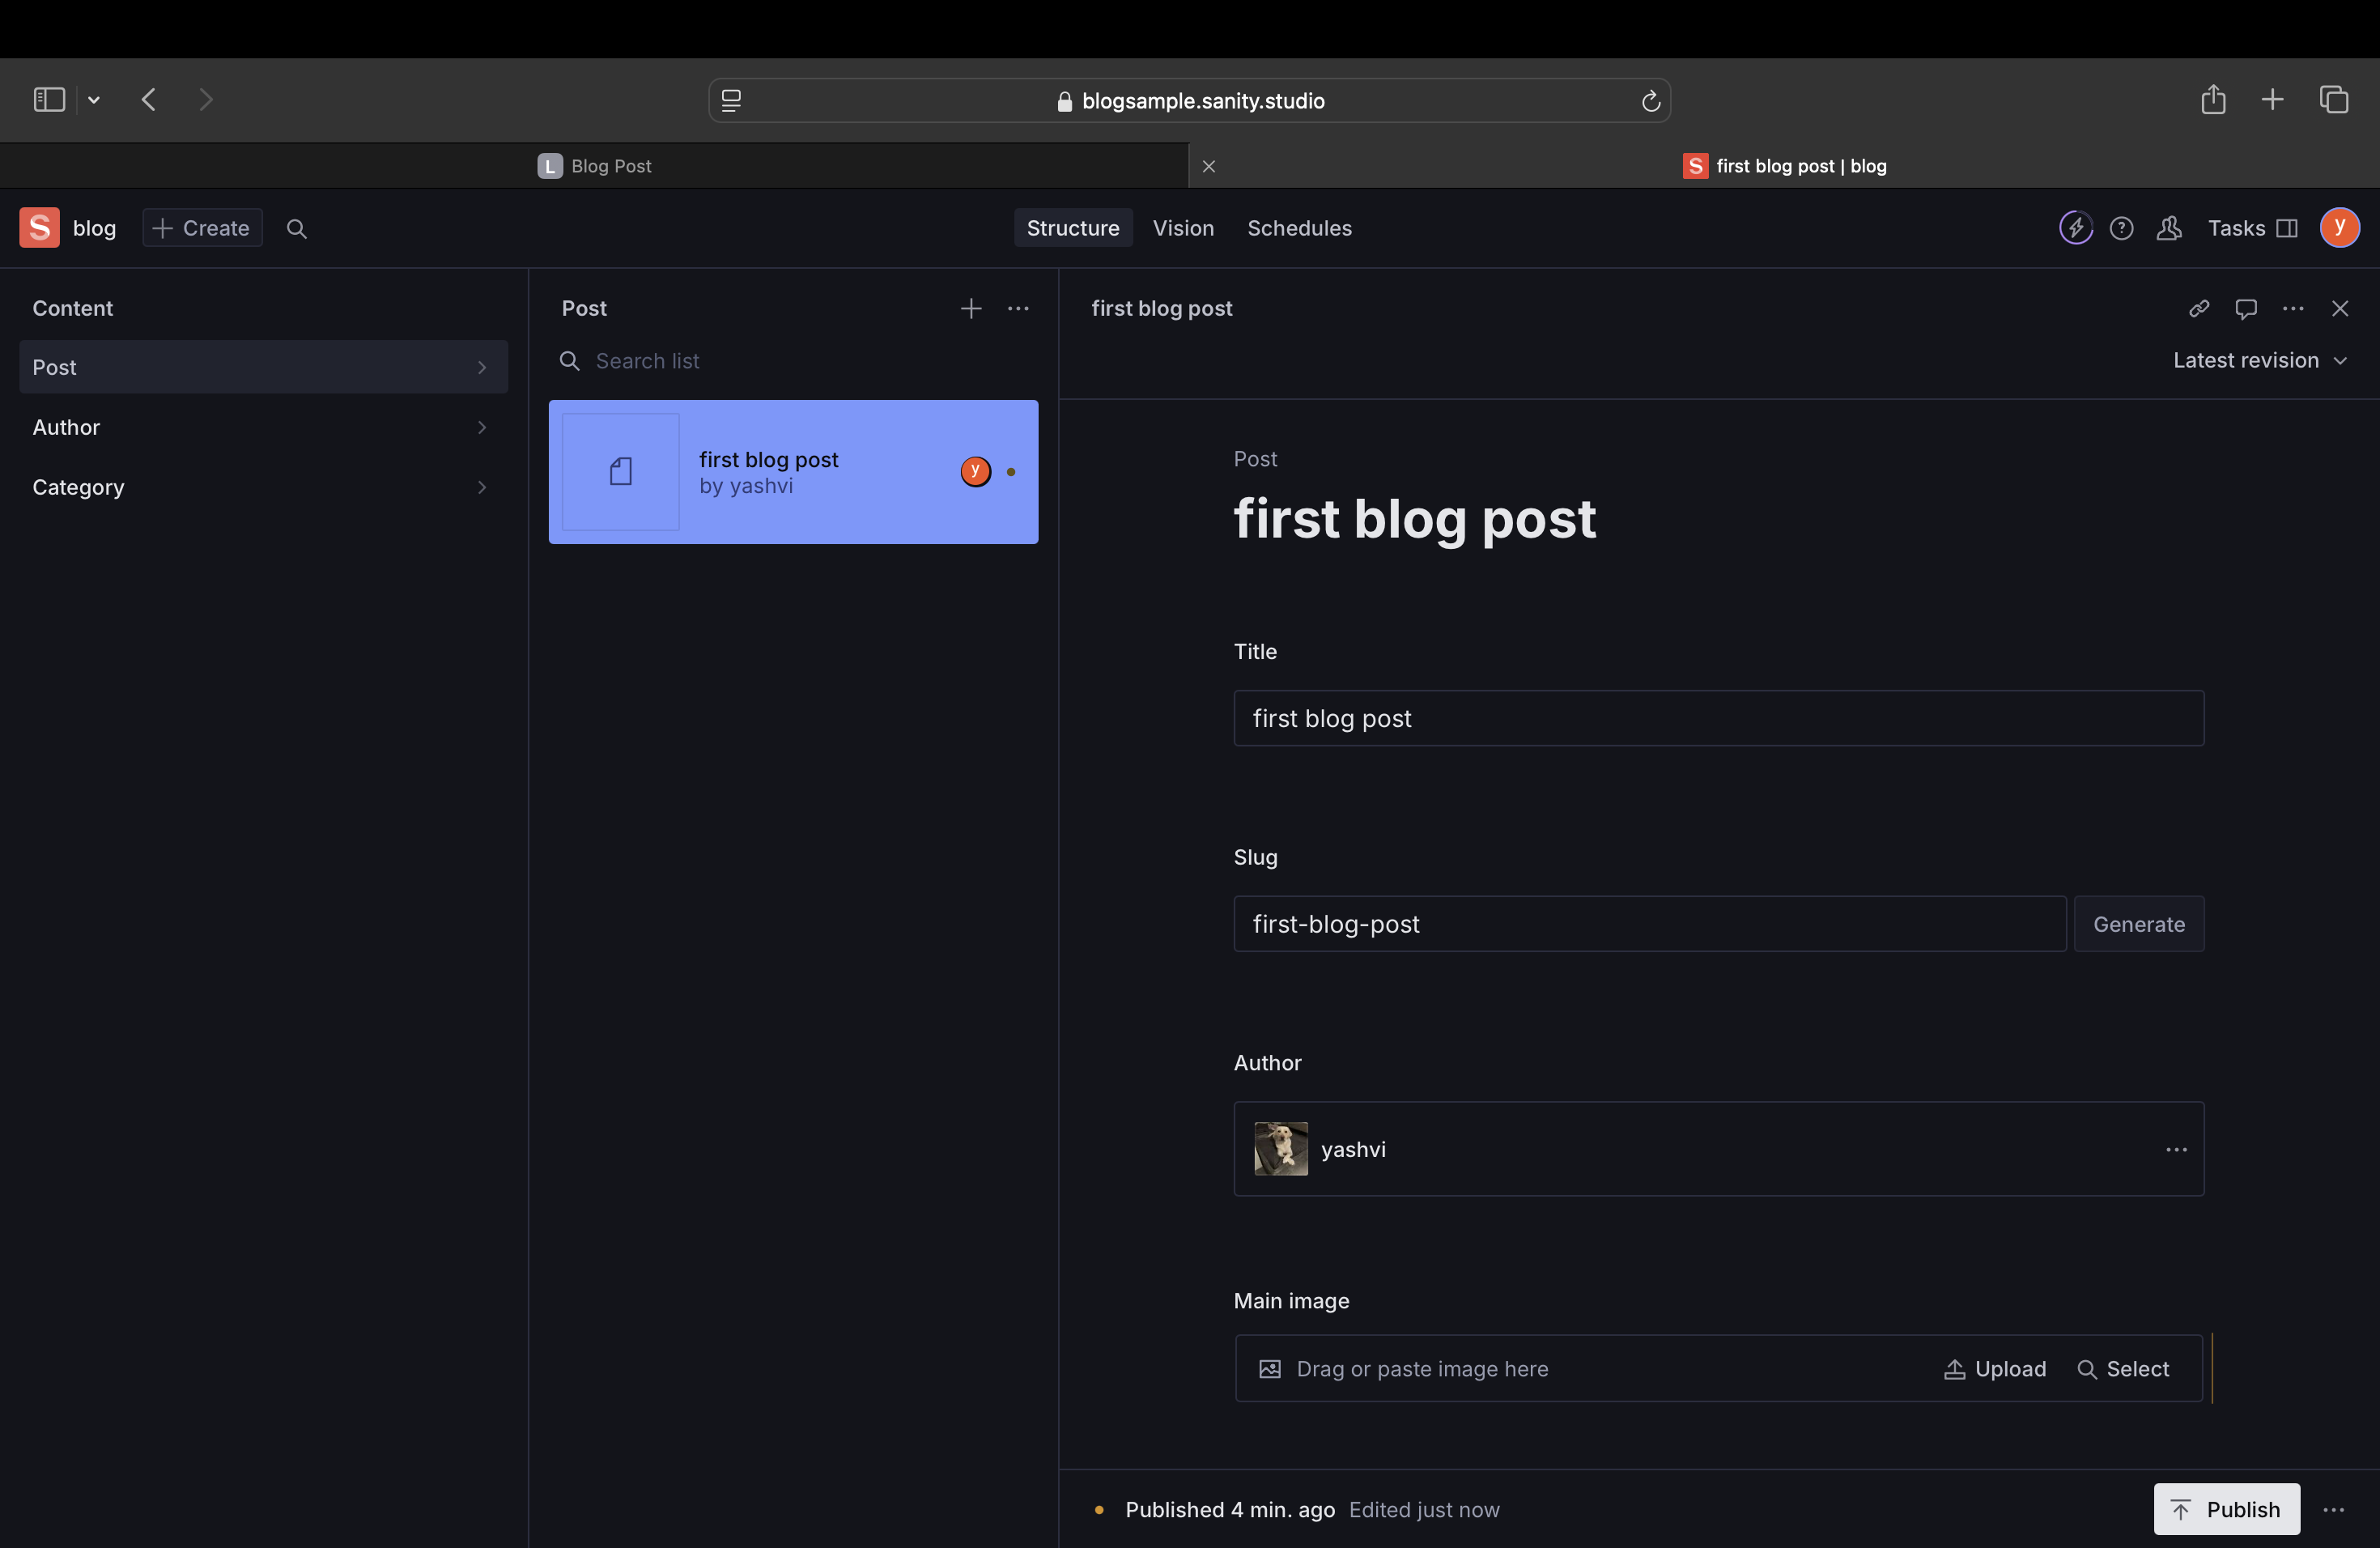 blogsample.sanity.studio
L Blog Post
S first blog post | blog
S blog
Create
Structure Vision Schedules
Tasks
y
Content
Post
Author
Category
Post
Search list
first blog post
by yashvi
y
first blog post
Latest revision
Post
first blog post
Title
first blog post
Slug
first-blog-post
Generate
Author
yashvi
Main image
Drag or paste image here
Upload Select
Published 4 min. ago Edited just now
Publish